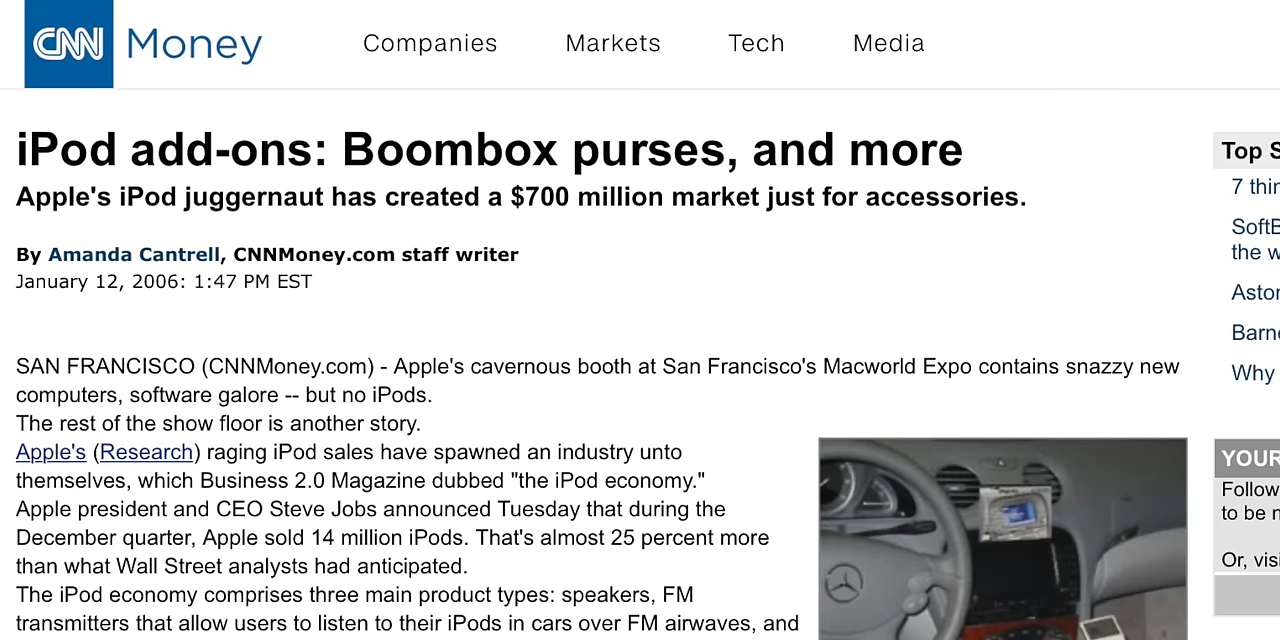 CNN Money Companies Markets Tech Media
iPod add-ons: Boombox purses, and more
Apple's iPod juggernaut has created a $700 million market just for accessories.
By Amanda Cantrell, CNNMoney.com staff writer
January 12, 2006: 1:47 PM EST
SAN FRANCISCO (CNNMoney.com) - Apple's cavernous booth at San Francisco's Macworld Expo contains snazzy new
computers, software galore -- but no iPods.
The rest of the show floor is another story.
Apple's (Research) raging iPod sales have spawned an industry unto
themselves, which Business 2.0 Magazine dubbed "the iPod economy."
Apple president and CEO Steve Jobs announced Tuesday that during the
December quarter, Apple sold 14 million iPods. That's almost 25 percent more
than what Wall Street analysts had anticipated.
The iPod economy comprises three main product types: speakers, FM
transmitters that allow users to listen to their iPods in cars over FM airwaves, and
Top S
7 thin
SoftB
the w
Aston
Barne
Why
YOUR
Follow
to be n
Or, visi